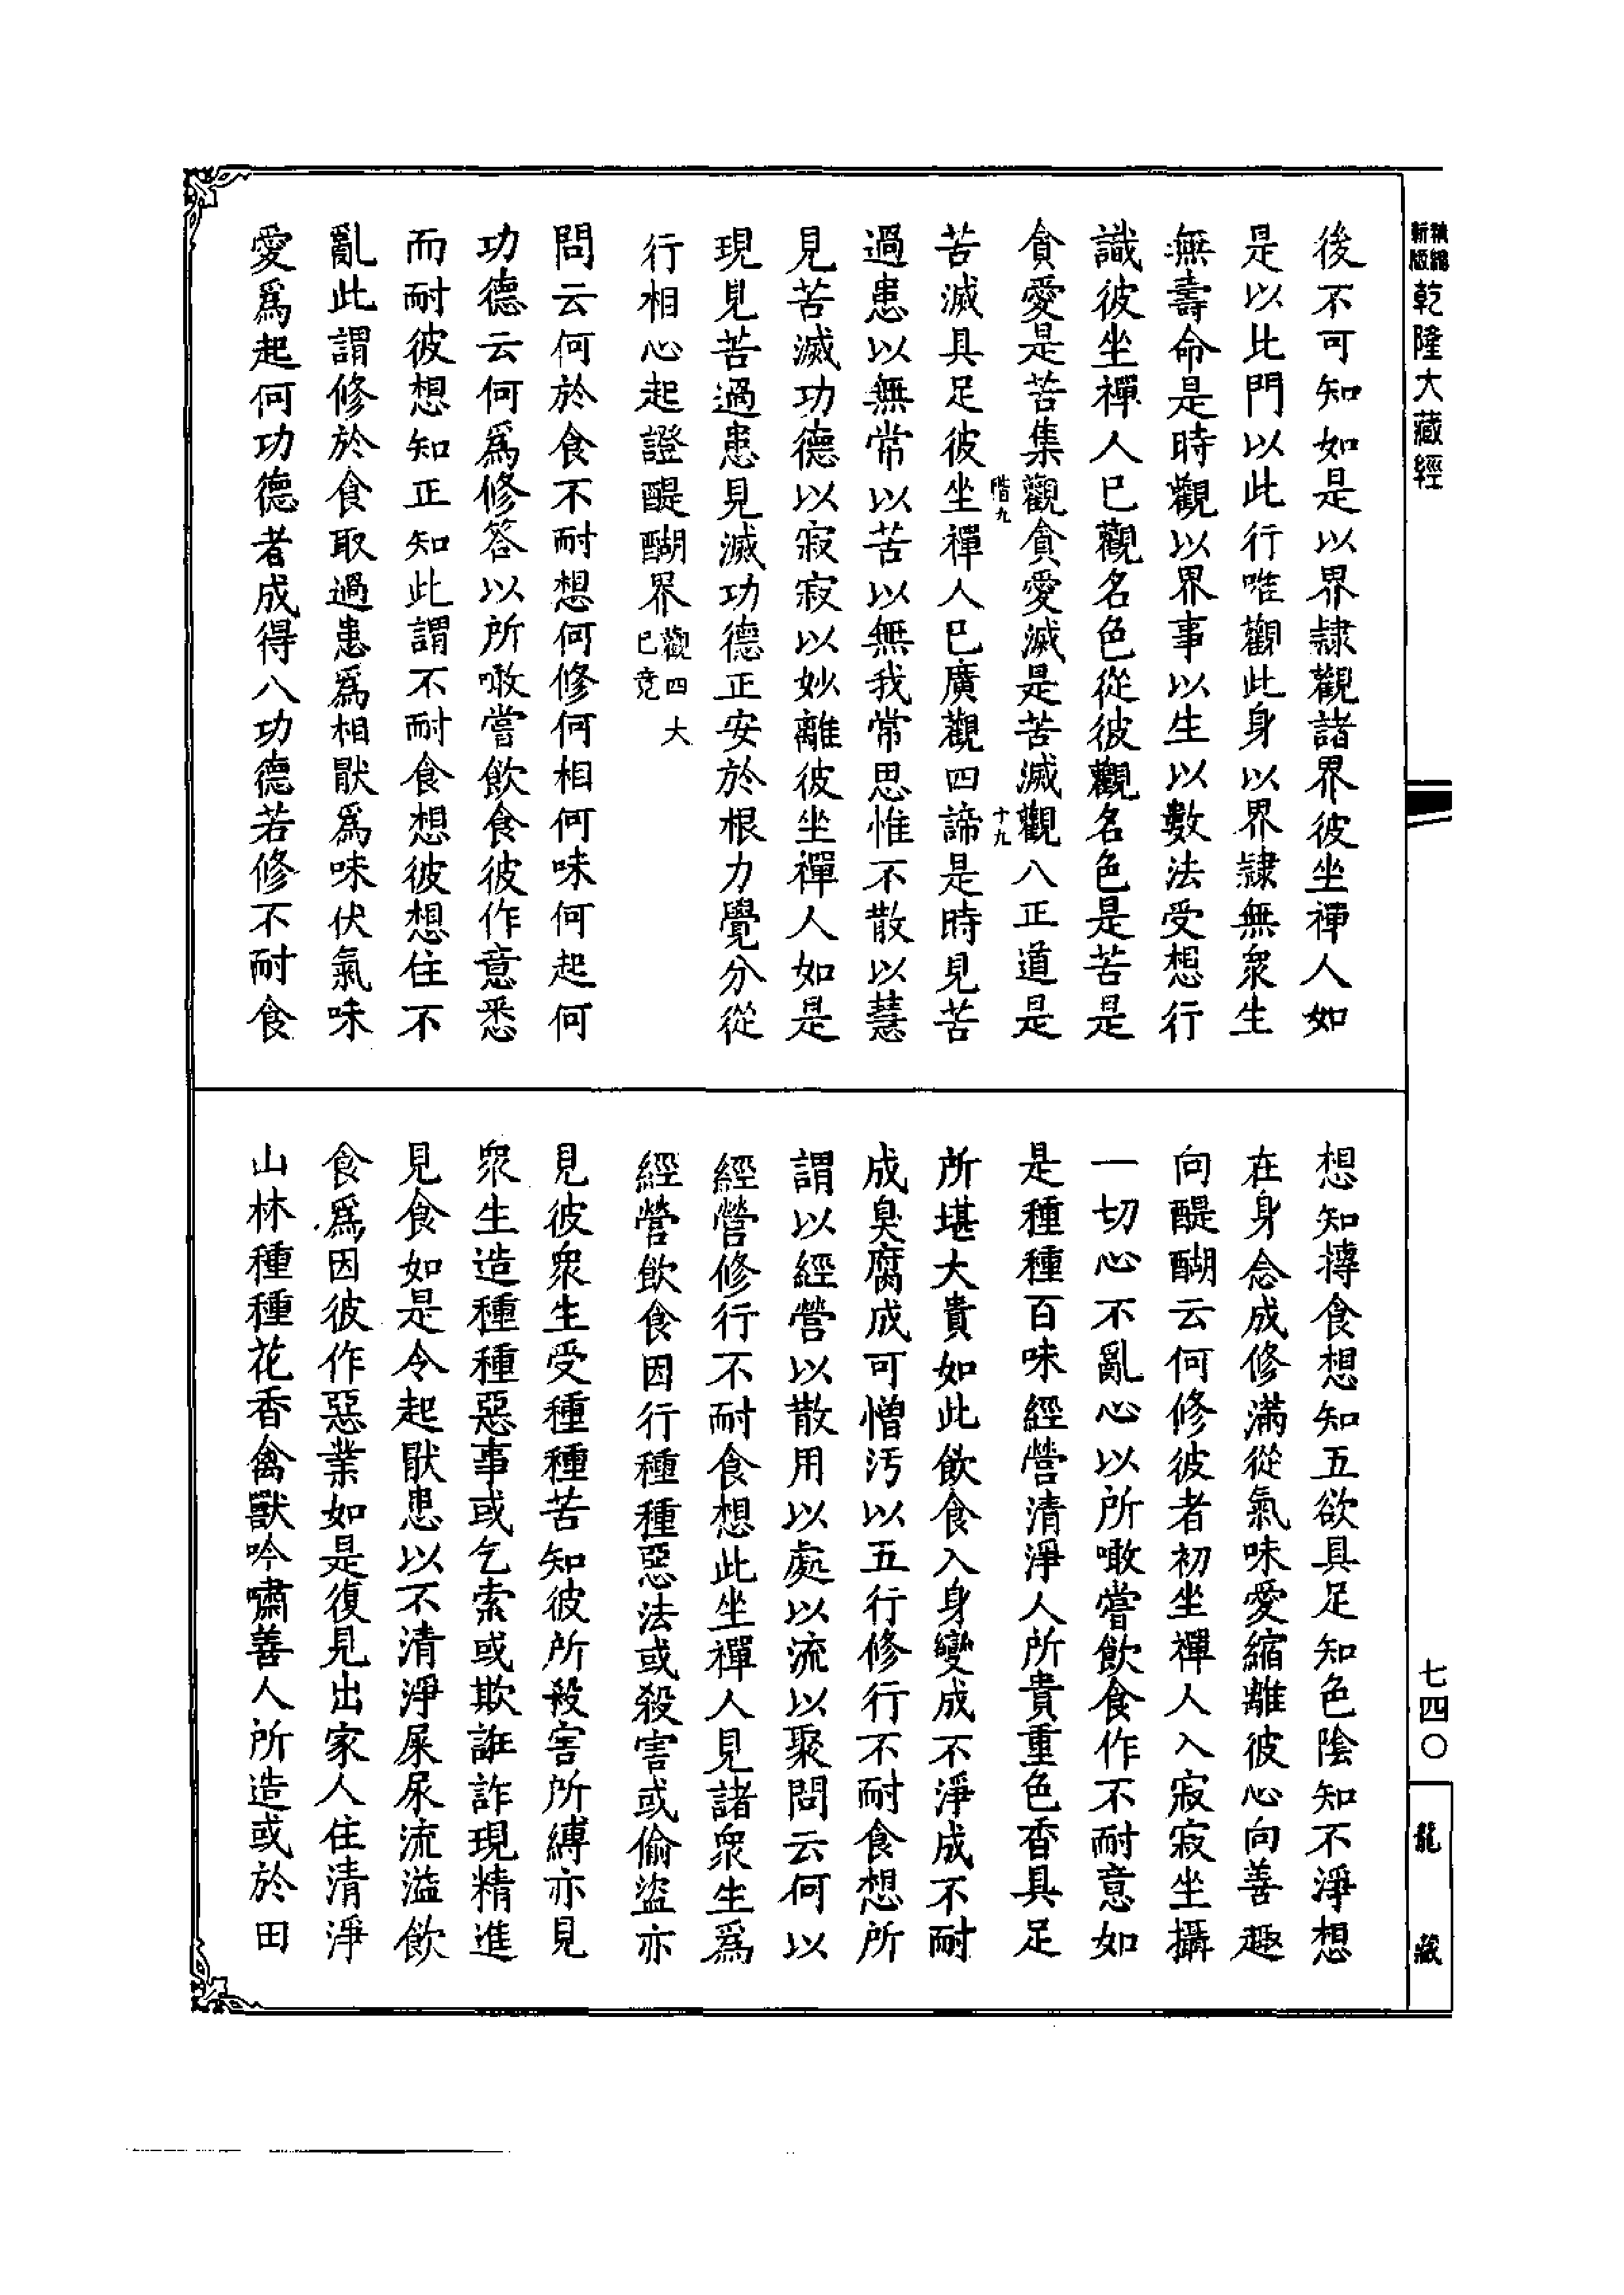 精編
新版
乾隆大藏經
後不可知如是以界隷觀諸界彼坐禪人如
是以比門以此行唯觀此身以界隷無衆生
無壽命是時觀以界事以生以數法受想行
識彼坐禪人已觀名色從彼觀名色是苦是
貪愛是苦集觀貪愛滅是苦滅觀八正道是
階九
十九
苦滅具足彼坐禪人已廣觀四諦是時見苦
過患以無常以苦以無我常思惟不散以慧
見苦滅功德以寂寂以妙離彼坐禪人如是
現見苦過患見滅功德正安於根力覺分從
行相心起證醍醐界觀四大已竟
問云何於食不耐想何修何相何味何起何
功德云何爲修答以所噉嘗飲食彼作意悉
而耐彼想知正知此謂不耐食想彼想住不
亂此謂修於食取過患爲相厭爲味伏氣味
愛爲起何功德者成得八功德若修不耐食
想知摶食想知五欲具足知色陰知不淨想
在身念成修滿從氣味愛縮離彼心向善趣
向醍醐云何修彼者初坐禪人入寂寂坐攝
一切心不亂心以所噉嘗飲食作不耐意如
是種種百味經營清淨人所貴重色香具足
所堪大貴如此飲食入身變成不淨成不耐
成臭腐成可憎污以五行修行不耐食想所
謂以經營以散用以處以流以聚問云何以
經營修行不耐食想此坐禪人見諸衆生爲
經營飲食因行種種惡法或殺害或偷盜亦
見彼衆生受種種苦知彼所殺害所縛亦見
衆生造種種惡事或乞索或欺誑詐現精進
見食如是令起厭患以不清淨屎尿流溢飲
食爲因彼作惡業如是復見出家人住清淨
山林種種花香禽獸吟嘯善人所造或於田
七四〇
龍藏